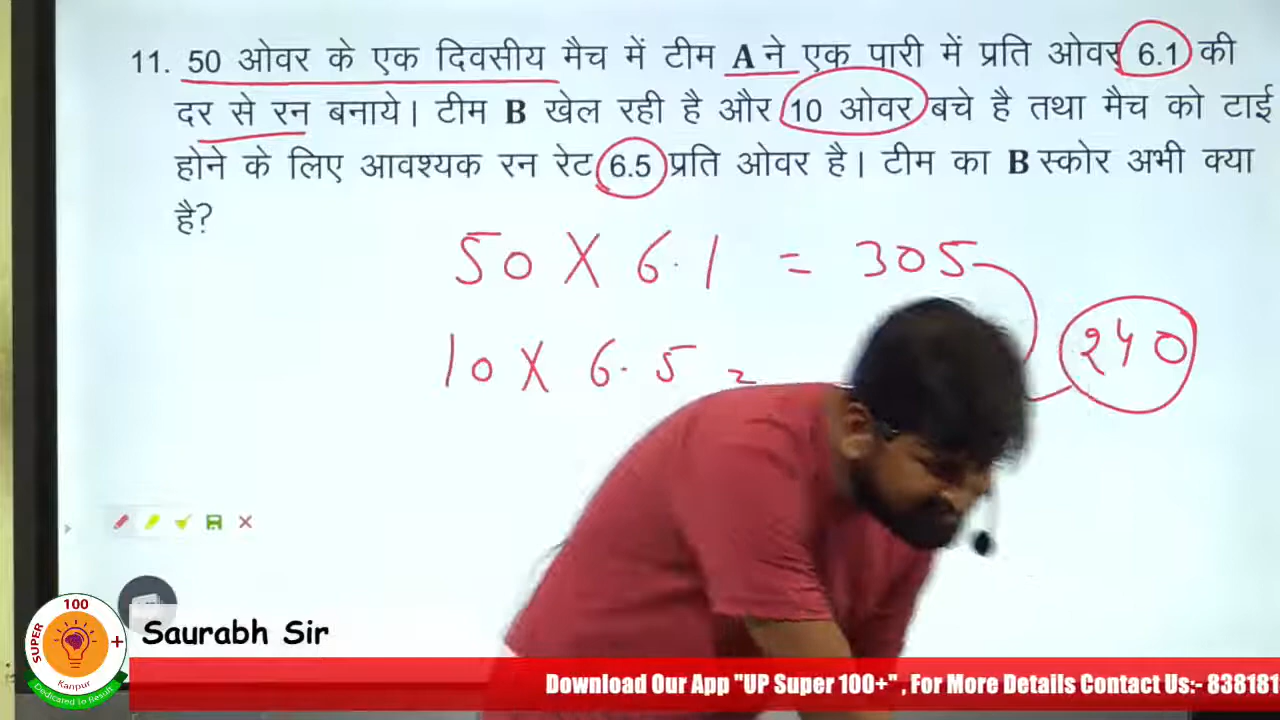 11. 50 ओवर के एक दिवसीय मैच में टीम A ने एक पारी में प्रति ओवर 6.1 की
दर से रन बनाये। टीम B खेल रही है और 10 ओवर बचे है तथा मैच को टाई
होने के लिए आवश्यक रन रेट 6.5 प्रति ओवर है। टीम का B स्कोर अभी क्या
है?
50 X 6.1 = 305
10 X 6.5 =
240
100
SUPER
+
Kanpur
Dedicated To Result
Saurabh Sir
Download Our App "UP Super 100+" , For More Details Contact Us:- 838181